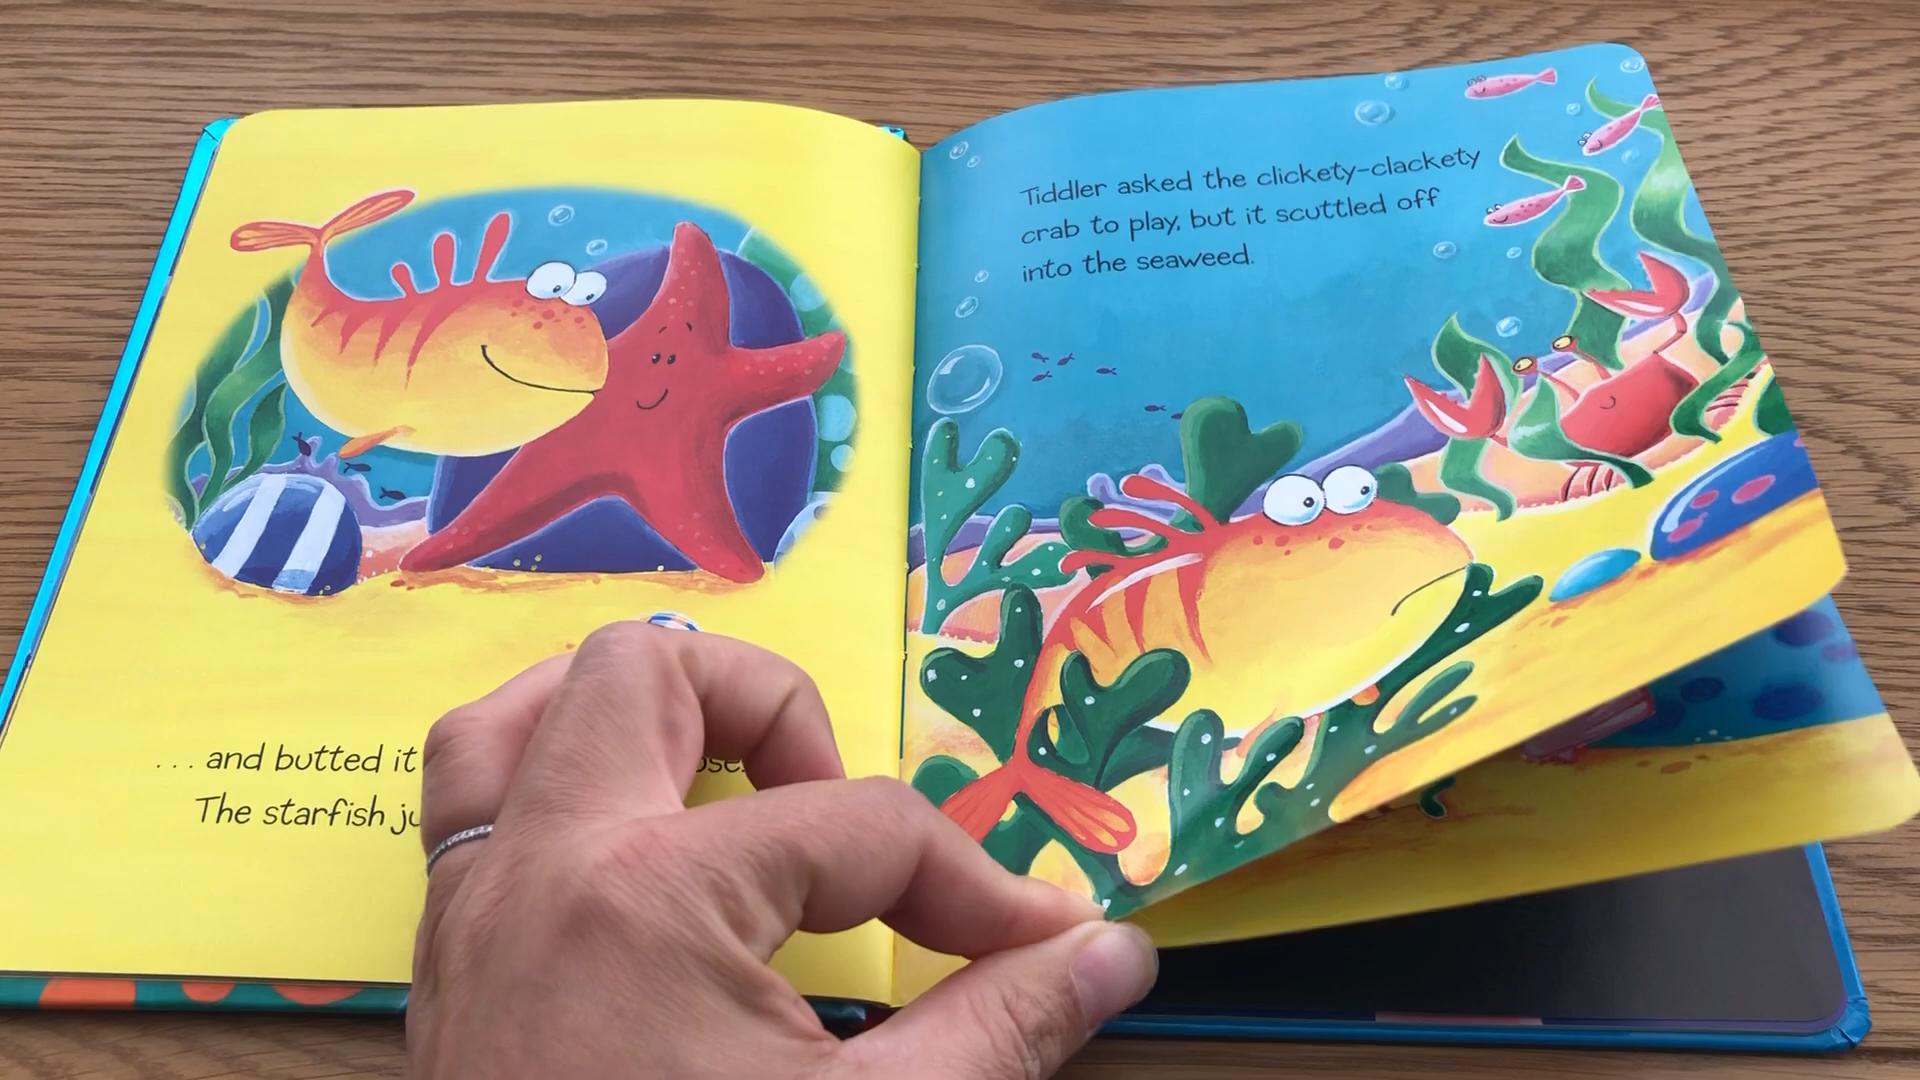 ... and butted it
The starfish
Tiddler asked the clickety-clackety
crab to play, but it scuttled off
into the seaweed.